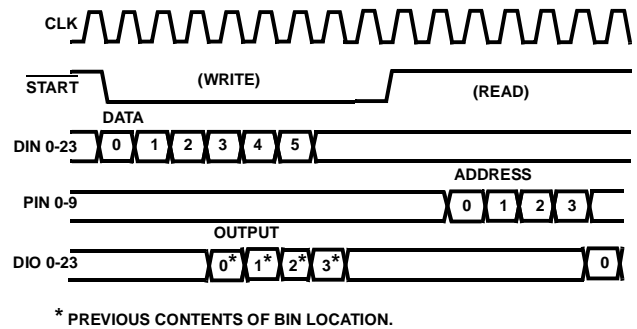 CLK
START (WRITE) (READ)
DATA
DIN 0-23 0 1 2 3 4 5
ADDRESS
PIN 0-9 0 1 2 3
OUTPUT
DIO 0-23 0* 1* 2* 3* 0
* PREVIOUS CONTENTS OF BIN LOCATION.